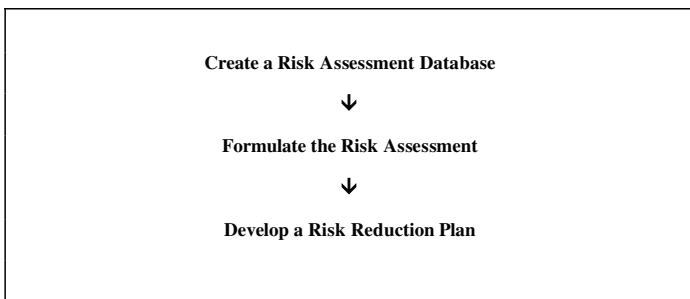 Create a Risk Assessment Database
↓
Formulate the Risk Assessment
↓
Develop a Risk Reduction Plan